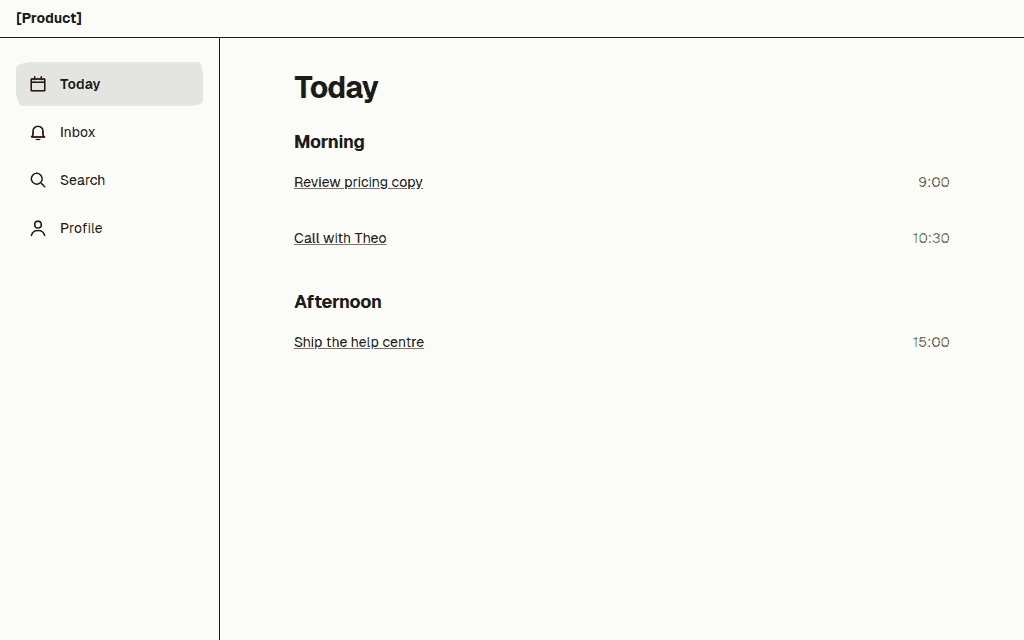 [Product]
Today
Inbox
Search
Profile
Today
Morning
Review pricing copy 9:00
Call with Theo 10:30
Afternoon
Ship the help centre 15:00